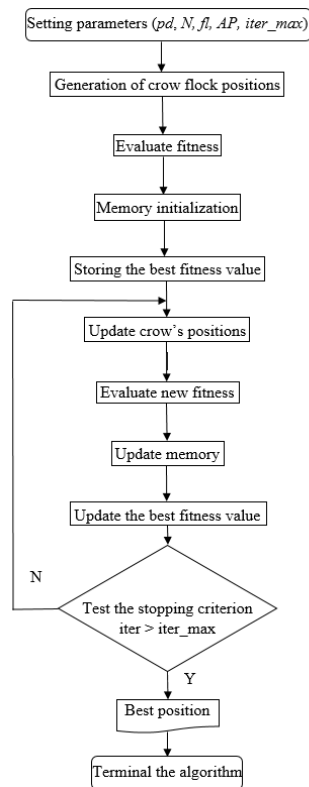 Setting parameters (pd, N, fl, AP, iter_max)
Generation of crow flock positions
Evaluate fitness
Memory initialization
Storing the best fitness value
Update crow's positions
Evaluate new fitness
Update memory
Update the best fitness value
N
Test the stopping criterion
iter > iter_max
Y
Best position
Terminal the algorithm